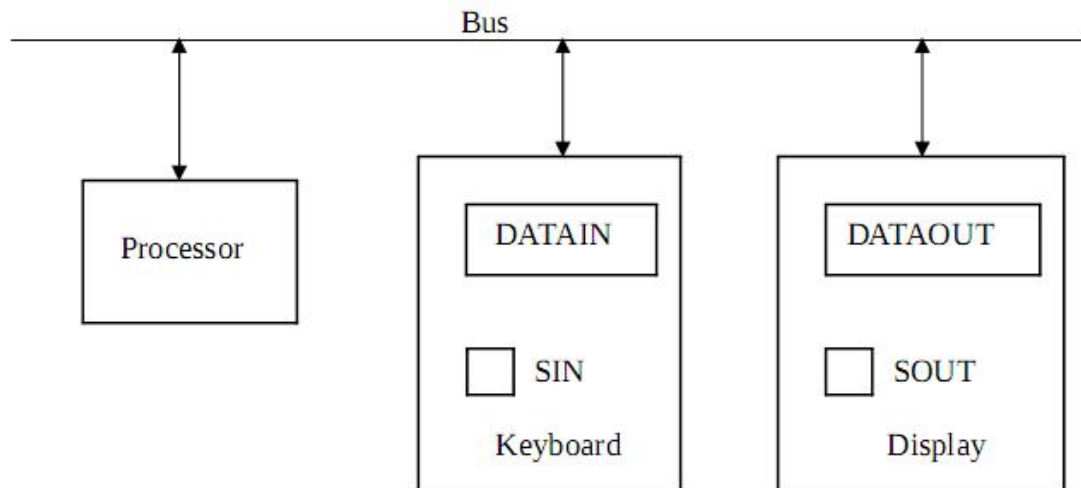 Bus
Processor
DATAIN
DATAOUT
SIN
SOUT
Keyboard
Display